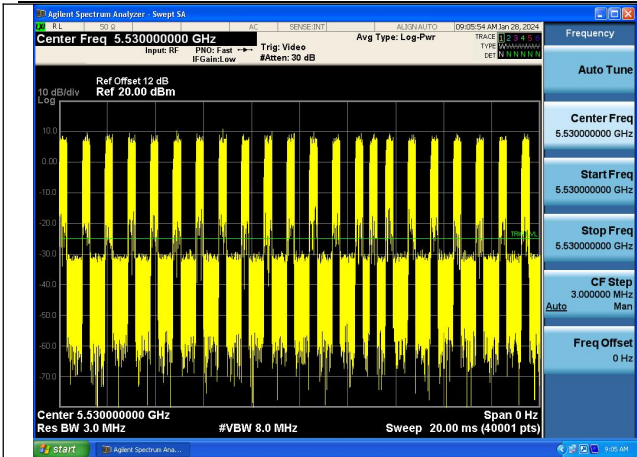 Agilent Spectrum Analyzer - Swept SA
RL 50 Ω AC SENSE:INT ALIGN AUTO 09:05:54 AM Jan 28, 2024
Center Freq 5.530000000 GHz
Avg Type: Log-Pwr
TRACE 1 2 3 4 5 6
Input: RF PNO: Fast Trig: Video
TYPE
IFGain:Low #Atten: 30 dB
DET N N N N N N
Ref Offset 12 dB
10 dB/div Ref 20.00 dBm
Log
10.0
0.00
-10.0
-20.0
-30.0
-40.0
-50.0
-60.0
-70.0
Center 5.530000000 GHz Span 0 Hz
Res BW 3.0 MHz #VBW 8.0 MHz Sweep 20.00 ms (40001 pts)
Frequency
Auto Tune
Center Freq
5.530000000 GHz
Start Freq
5.530000000 GHz
Stop Freq
5.530000000 GHz
CF Step
3.000000 MHz
Auto Man
Freq Offset
0 Hz
start Agilent Spectrum Ana... 9:05 AM